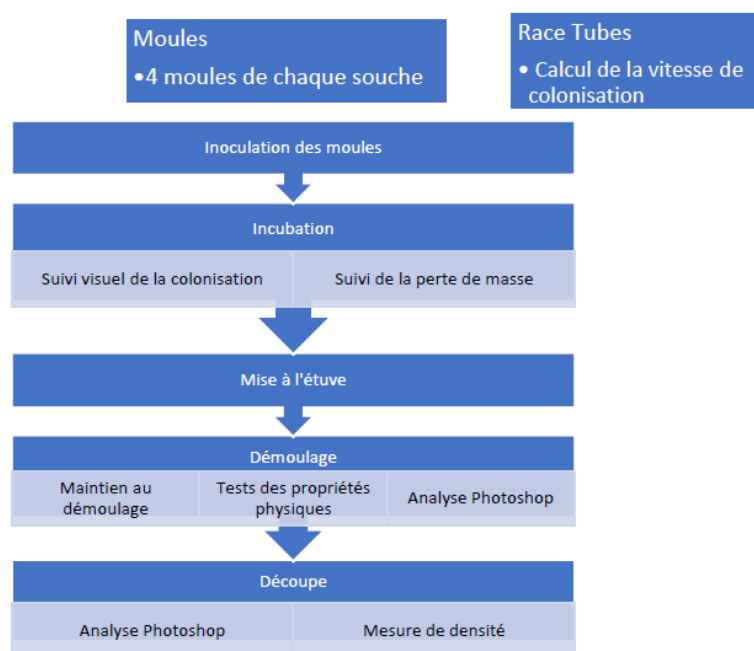 Moules
•4 moules de chaque souche
Race Tubes
• Calcul de la vitesse de
colonisation
Inoculation des moules
Incubation
Suivi visuel de la colonisation
Suivi de la perte de masse
Mise à l'étuve
Démoulage
Maintien au
démoulage
Tests des propriétés
physiques
Analyse Photoshop
Découpe
Analyse Photoshop
Mesure de densité